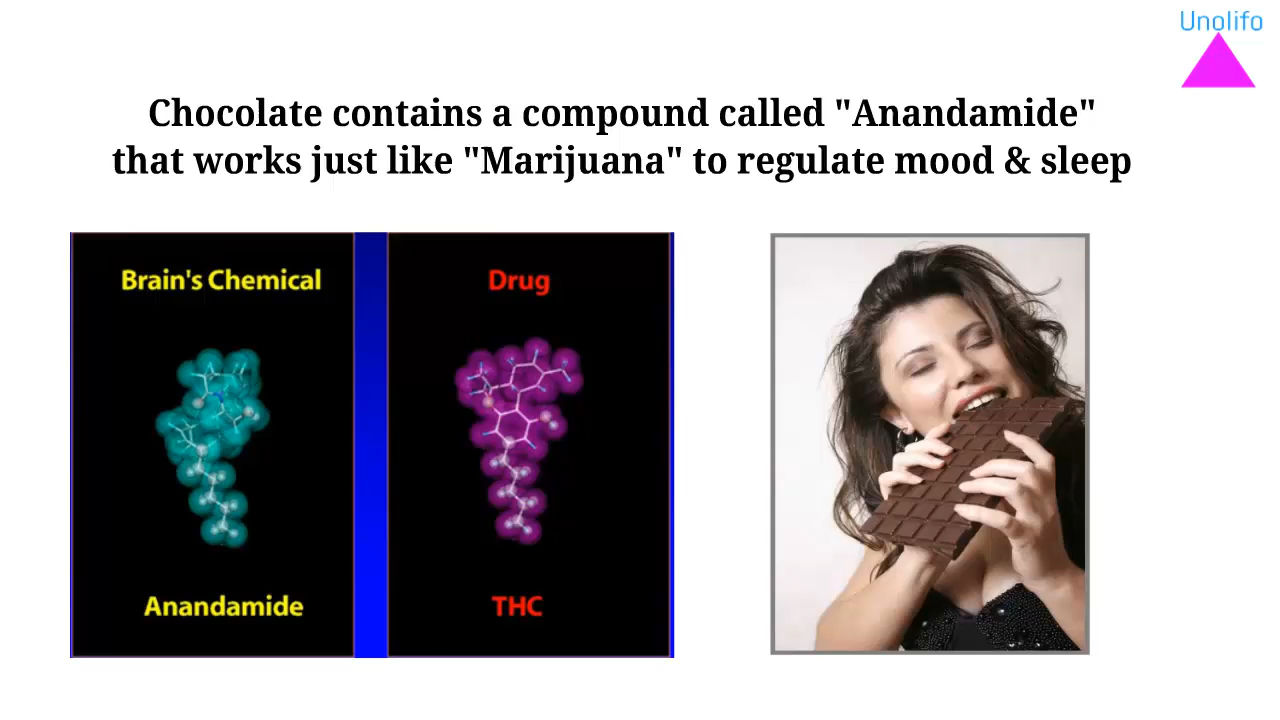 Unolifo
Chocolate contains a compound called "Anandamide"
that works just like "Marijuana" to regulate mood & sleep
Brain's Chemical
Drug
Anandamide
THC